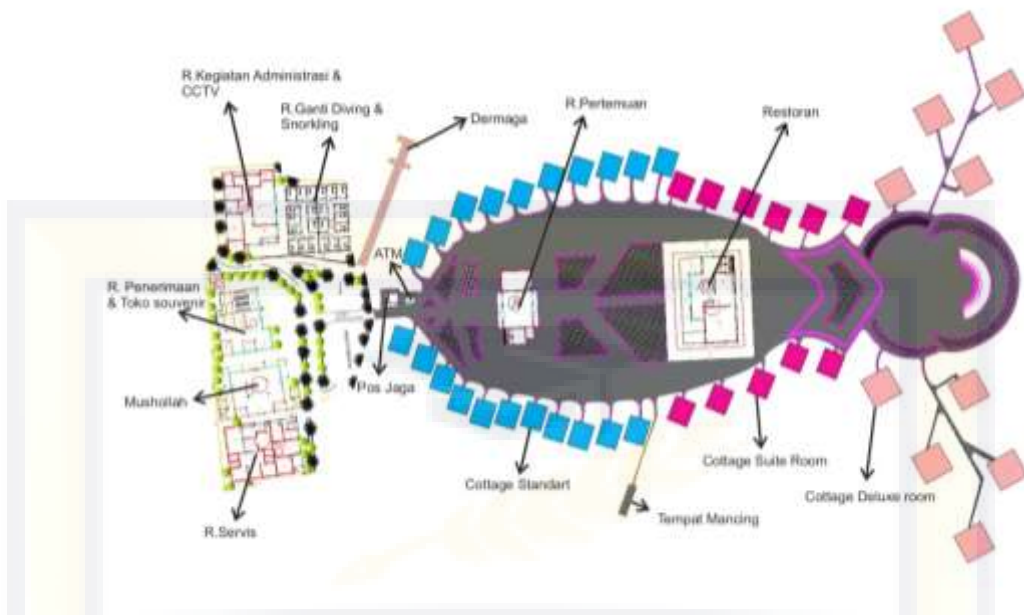 R.Kegiatan Administrasi &
CCTV
R.Ganti Diving &
Snorkling
Dermaga
R.Pertemuan
Restoran
ATM
R. Penerimaan
& Toko souvenir
Pos Jaga
Mushollah
Cottage Suite Room
Cottage Standart
Cottage Deluxe room
Tempat Mancing
R.Servis